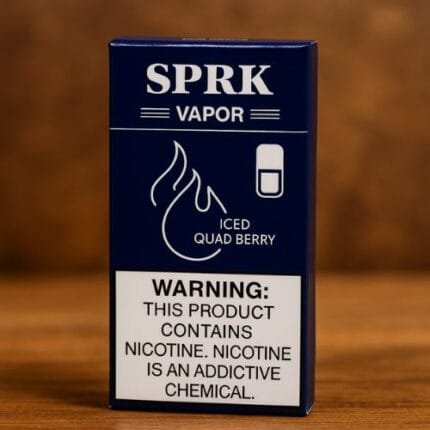 SPRK
VAPOR
ICED
QUAD BERRY
WARNING:
THIS PRODUCT
CONTAINS
NICOTINE. NICOTINE
IS AN ADDICTIVE
CHEMICAL.